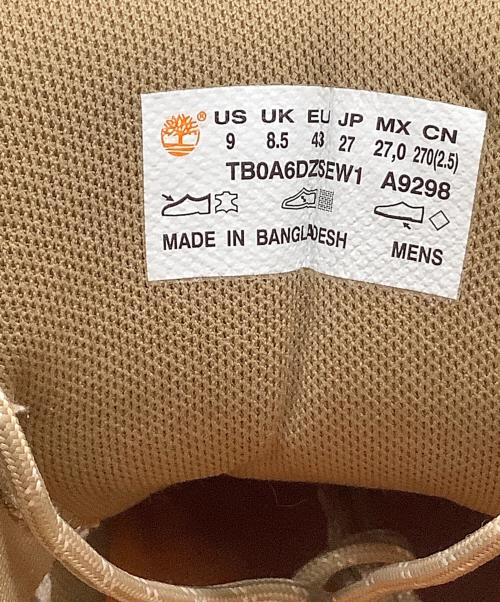 ® US UK EU JP MX CN
9 8.5 43 27 27,0 270(2.5)
TB0A6DZSEW1 A9298
MADE IN BANGLADESH MENS